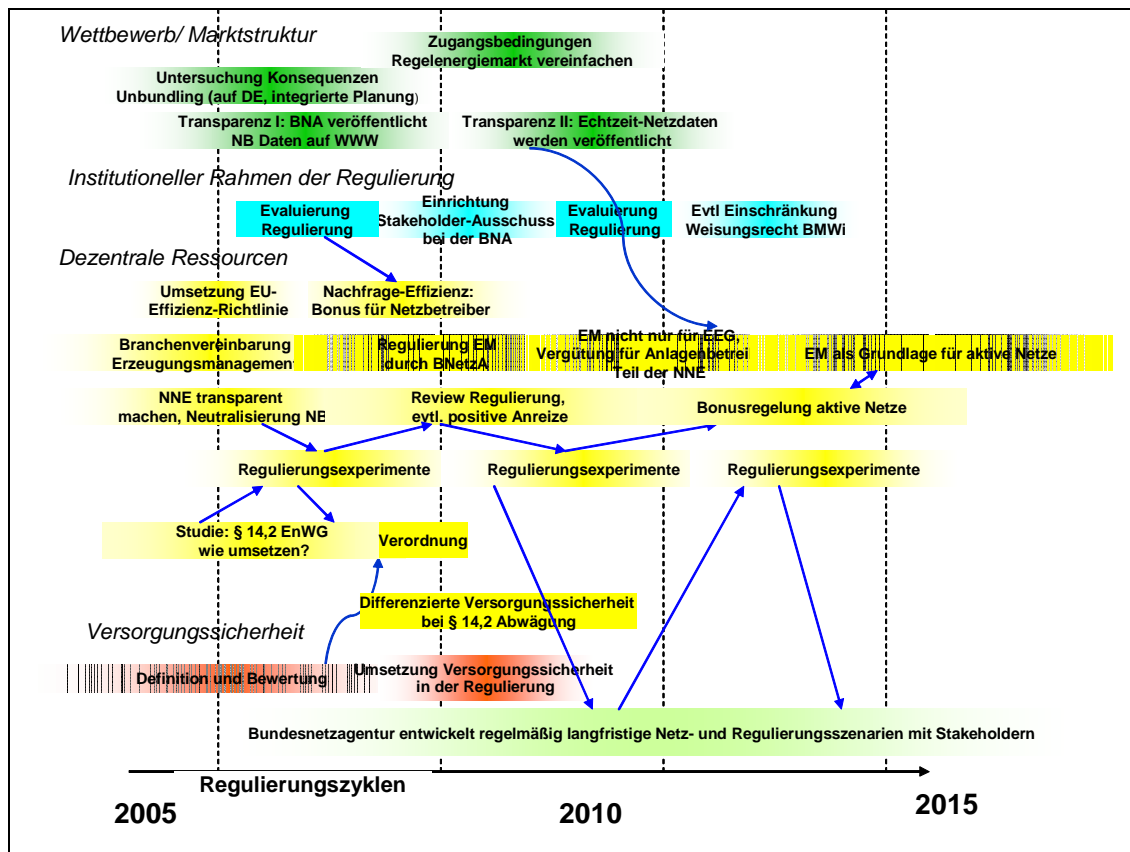 Wettbewerb/ Marktstruktur
Zugangsbedingungen
Regelenergiemarkt vereinfachen
Untersuchung Konsequenzen
Unbundling (auf DE, integrierte Planung)
Transparenz I: BNA veröffentlicht
NB Daten auf WWW
Transparenz II: Echtzeit-Netzdaten
werden veröffentlicht
Institutioneller Rahmen der Regulierung
Evaluierung
Regulierung
Einrichtung
Stakeholder-Ausschuss
bei der BNA
Evaluierung
Regulierung
Evtl Einschränkung
Weisungsrecht BMWi
Dezentrale Ressourcen
Umsetzung EU-
Effizienz-Richtlinie
Nachfrage-Effizienz:
Bonus für Netzbetreiber
Branchenvereinbarung
Erzeugungsmanagement
Regulierung EM
durch BNetzA
EM nicht nur für EEG,
Vergütung für Anlagenbetrei
Teil der NNE
EM als Grundlage für aktive Netze
NNE transparent
machen, Neutralisierung NB
Review Regulierung,
evtl. positive Anreize
Bonusregelung aktive Netze
Regulierungsexperimente
Regulierungsexperimente
Regulierungsexperimente
Studie: § 14,2 EnWG
wie umsetzen?
Verordnung
Differenzierte Versorgungssicherheit
bei § 14,2 Abwägung
Versorgungssicherheit
Definition und Bewertung
Umsetzung Versorgungssicherheit
in der Regulierung
Bundesnetzagentur entwickelt regelmäßig langfristige Netz- und Regulierungsszenarien mit Stakeholdern
Regulierungszyklen
2005
2010
2015